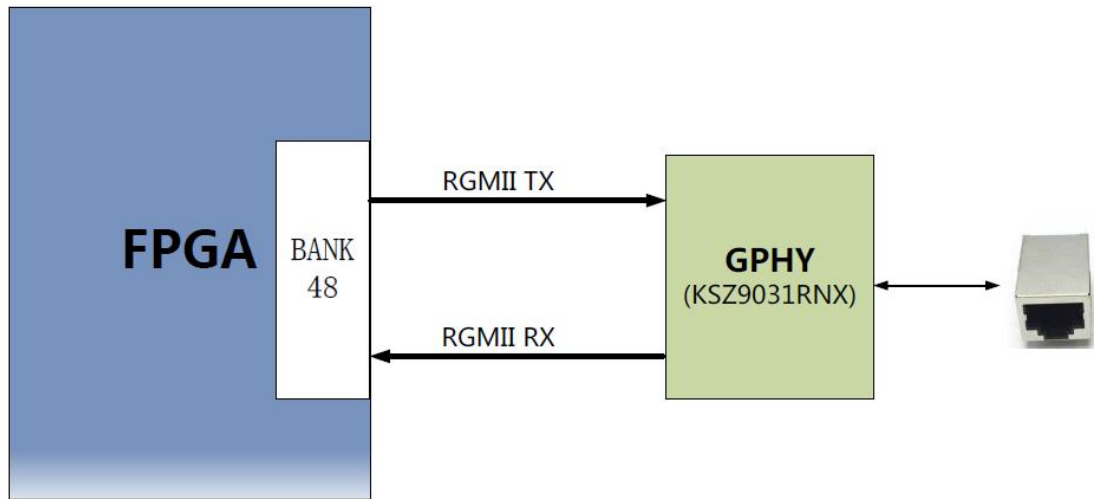 RGMII TX
FPGA
BANK
48
GPHY
(KSZ9031RNX)
RGMII RX